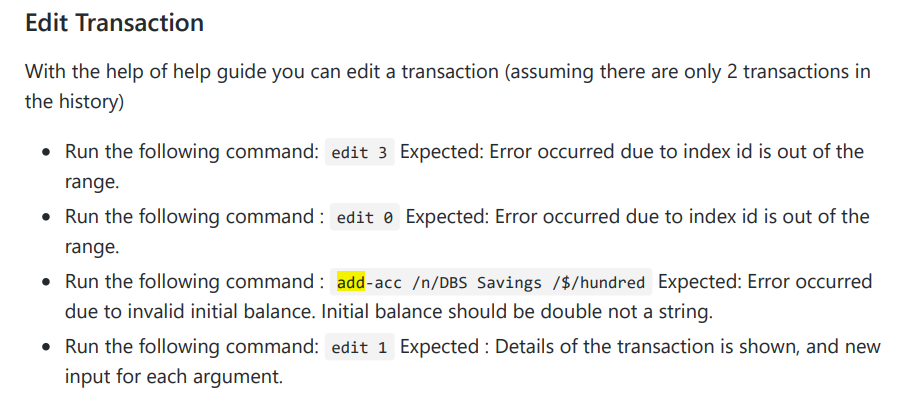 Edit Transaction
With the help of help guide you can edit a transaction (assuming there are only 2 transactions in
the history)
• Run the following command: edit 3 Expected: Error occurred due to index id is out of the
range.
• Run the following command : edit 0 Expected: Error occurred due to index id is out of the
range.
• Run the following command : add-acc /n/DBS Savings /$/hundred Expected: Error occurred
due to invalid initial balance. Initial balance should be double not a string.
• Run the following command: edit 1 Expected : Details of the transaction is shown, and new
input for each argument.